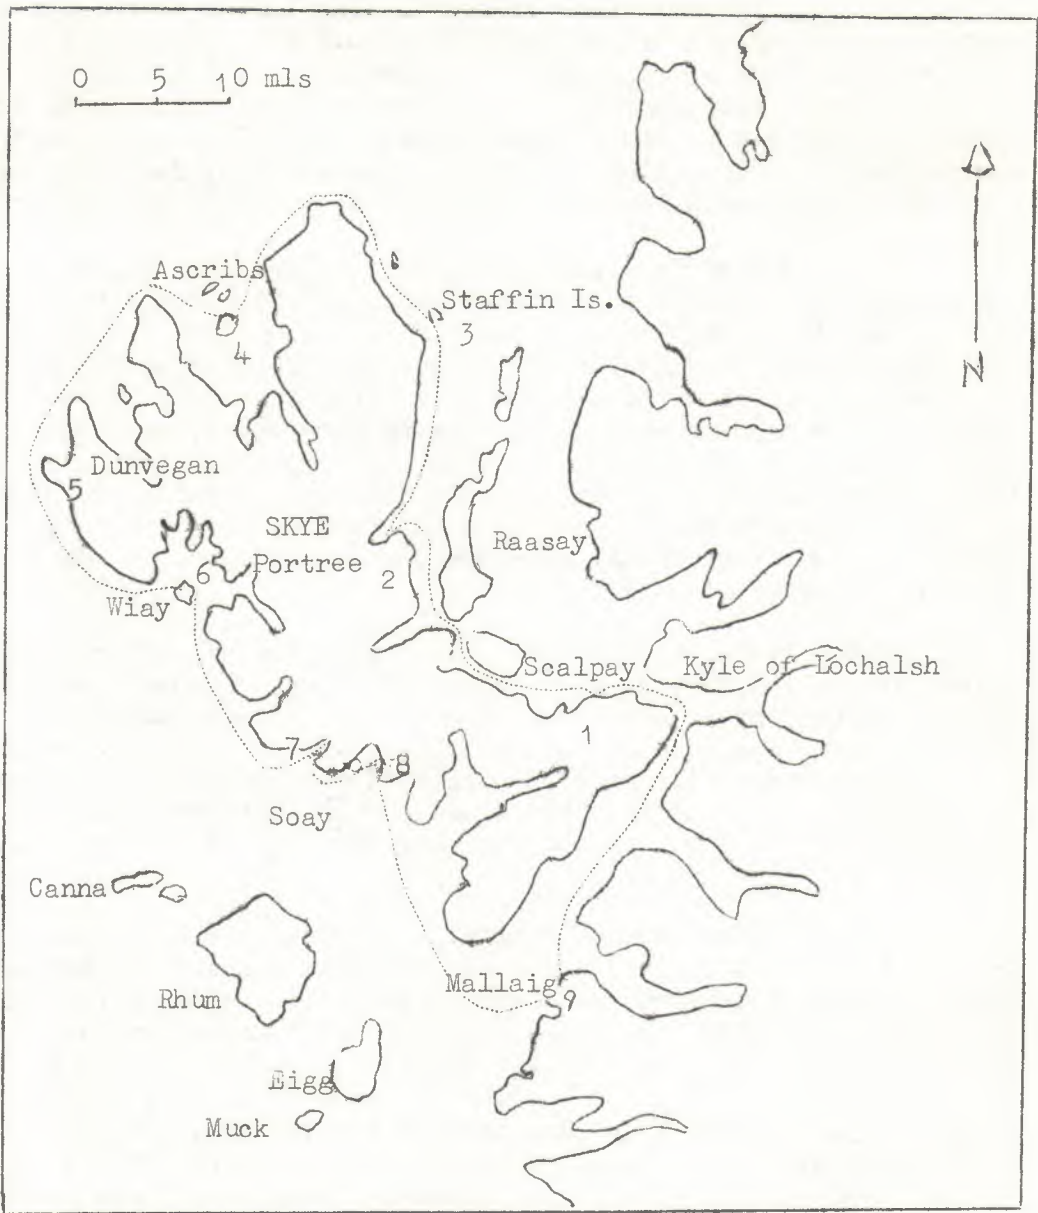 0 5 10 mls
Ascribs
Staffin Is.
3
4
N
Dunvegan
5
SKYE
Portree
Raasay
2
6
Wiay
Scalpay
Kyle of Lochalsh
1
7
8
Soay
Canna
Mallaig
9
Rhum
Eigg
Muck